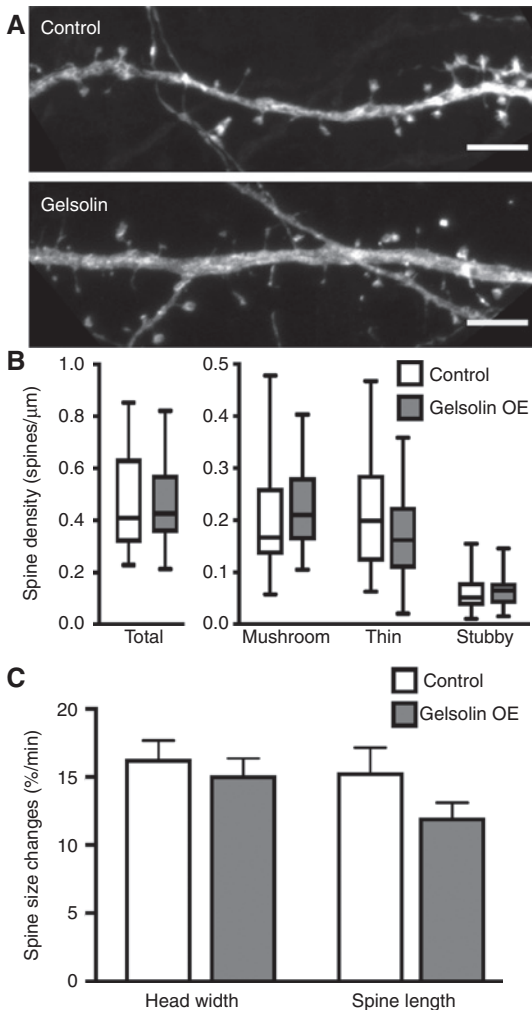 A
Control
Gelsolin
B
Spine density (spines/μm)
1.0
0.8
0.6
0.4
0.2
0.0
Total
0.5
0.4
0.3
0.2
0.1
0.0
Control
Gelsolin OE
Mushroom Thin Stubby
C
Control
Gelsolin OE
Spine size changes (%/min)
20
15
10
5
0
Head width Spine length